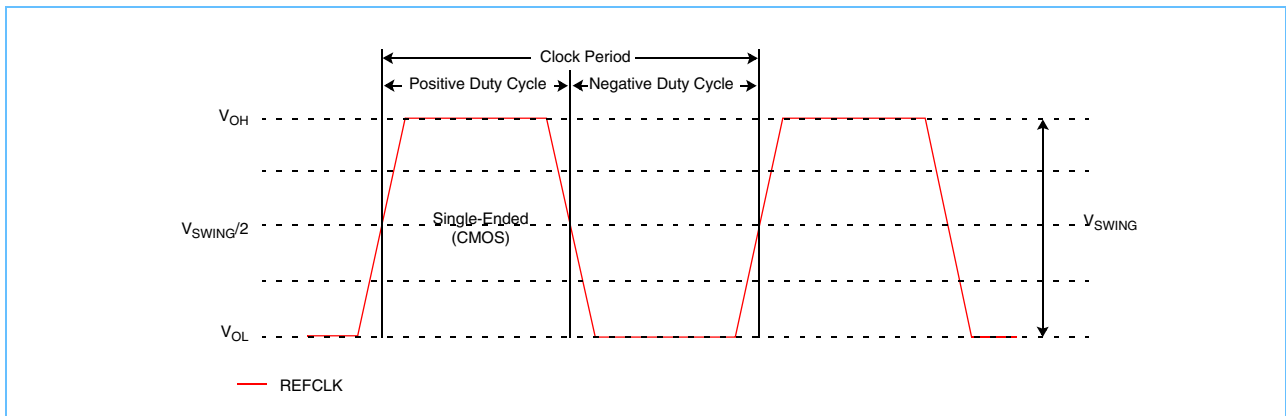 Clock Period
Positive Duty Cycle
Negative Duty Cycle
VOH
VSWING/2
Single-Ended
(CMOS)
VSWING
VOL
REFCLK